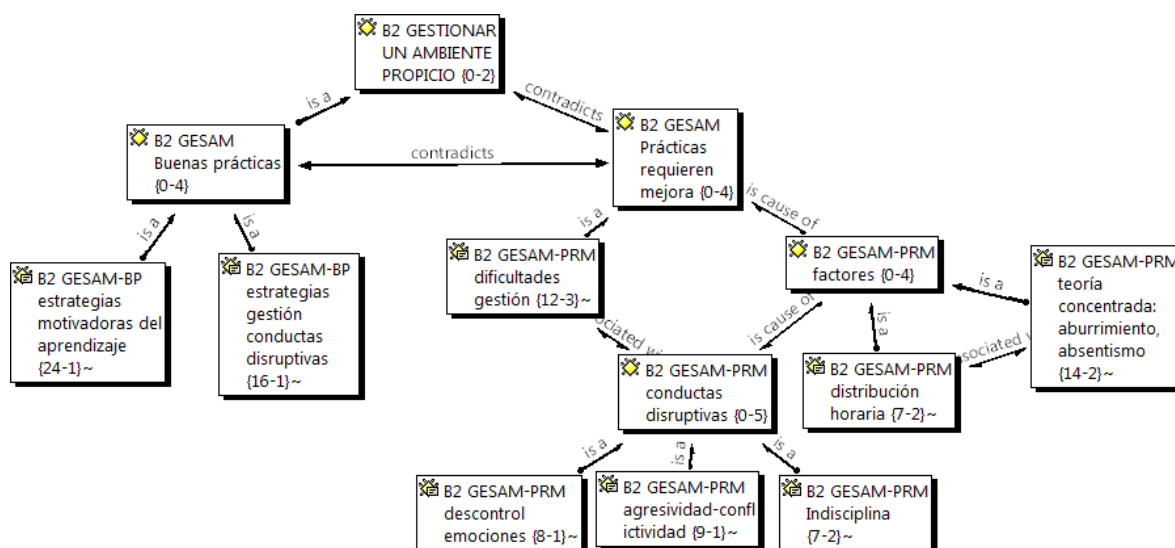 B2 GESTIONAR
UN AMBIENTE
PROPICIO {0-2}
is a
contradicts
B2 GESAM
Buenas prácticas
{0-4}
contradicts
B2 GESAM
Prácticas
requieren
mejora {0-4}
is a
is a
is a
is cause of
B2 GESAM-BP
estrategias
motivadoras del
aprendizaje
{24-1}~
B2 GESAM-BP
estrategias
gestión
conductas
disruptivas
{16-1}~
B2 GESAM-PRM
dificultades
gestión {12-3}~
B2 GESAM-PRM
factores {0-4}
B2 GESAM-PRM
teoría
concentrada:
aburrimiento,
absentismo
{14-2}~
is a
sociated wi
is cause of
is a
ssociated w
B2 GESAM-PRM
conductas
disruptivas {0-5}
B2 GESAM-PRM
distribución
horaria {7-2}~
is a
is a
is a
B2 GESAM-PRM
descontrol
emociones {8-1}~
B2 GESAM-PRM
agresividad-confl
ictividad {9-1}~
B2 GESAM-PRM
Indisciplina
{7-2}~